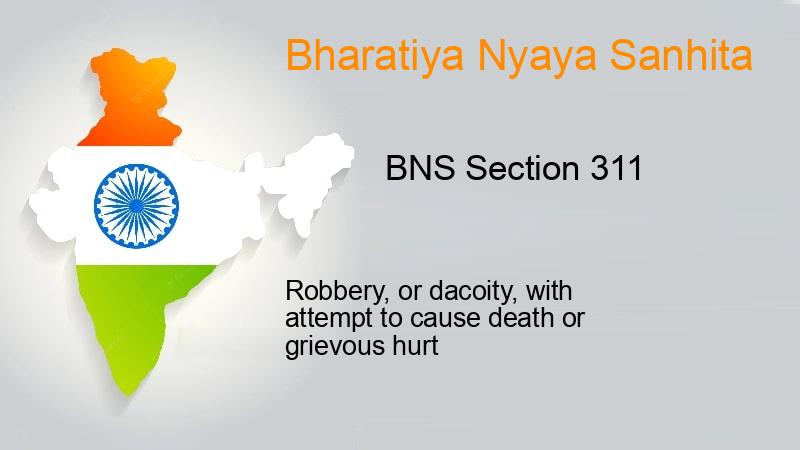 Bharatiya Nyaya Sanhita
BNS Section 311
Robbery, or dacoity, with
attempt to cause death or
grievous hurt